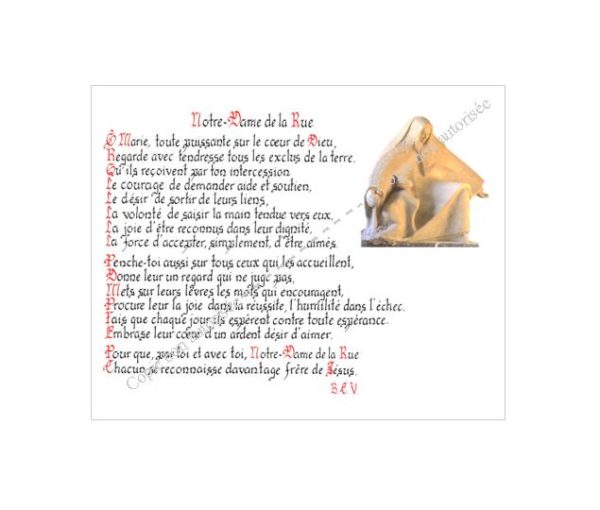 Notre-Dame de la Rue
Ô Marie, toute puissante sur le cœur de Dieu,
Regarde avec tendresse tous les exclus de la terre.
Qu'ils reçoivent par ton intercession
Le courage de demander aide et soutien,
Le désir de sortir de leurs liens,
La volonté de saisir la main tendue vers eux,
La joie d'être reconnus dans leur dignité,
La force d'accepter, simplement, d'être aimés.
Penche-toi aussi sur tous ceux qui les accueillent,
Donne leur un regard qui ne juge pas,
Mets sur leurs lèvres les mots qui encouragent,
Procure leur la joie dans la réussite, l'humilité dans l'échec.
Fais que chaque jour ils espèrent contre toute espérance.
Embrase leur cœur d'un ardent désir d'aimer.
Pour que, par toi et avec toi, Notre-Dame de la Rue
Chacun se reconnaisse davantage frère de Jésus.
autorisée